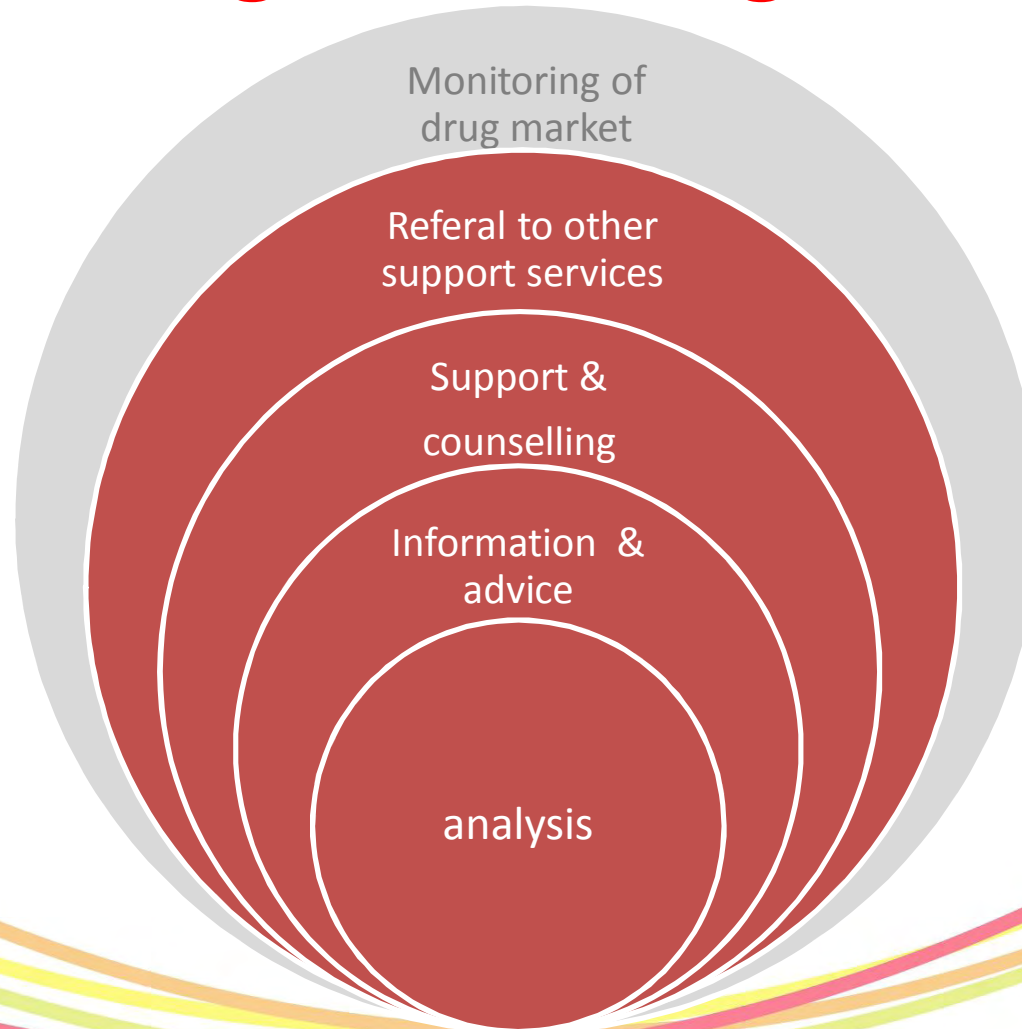 Monitoring of
drug market
Referal to other
support services
Support &
counselling
Information &
advice
analysis